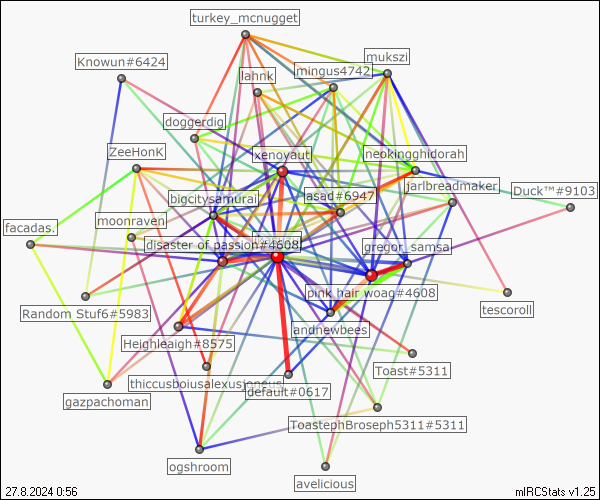 turkey_mcnugget
mukszi
Knowun#6424
mingus4742
lahnk
doggerdig
ZeeHonK
xenoyaut
neokingghidorah
jarlbreadmaker
Duck™#9103
bigcitysamurai
asad#6947
facadas.
moonraven
disaster of passion#4608
gregor_samsa
pink hair woag#4608
tescoroll
Random Stuf6#5983
andnewbees
Heighleaigh#8575
Toast#5311
thiccusboiusalexusioneus
default#0617
gazpachoman
ToastephBroseph5311#5311
ogshroom
avelicious
27.8.2024 0:56
mIRCStats v1.25